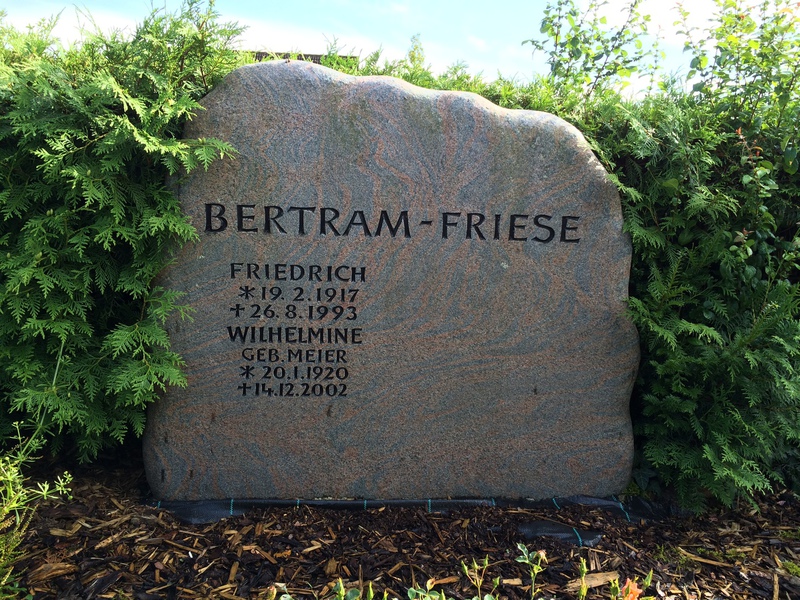 BERTRAM-FRIESE
FRIEDRICH
* 19. 2. 1917
✝ 26. 8. 1993
WILHELMINE
GEB. MEIER
* 20.1.1920
✝ 14.12.2002